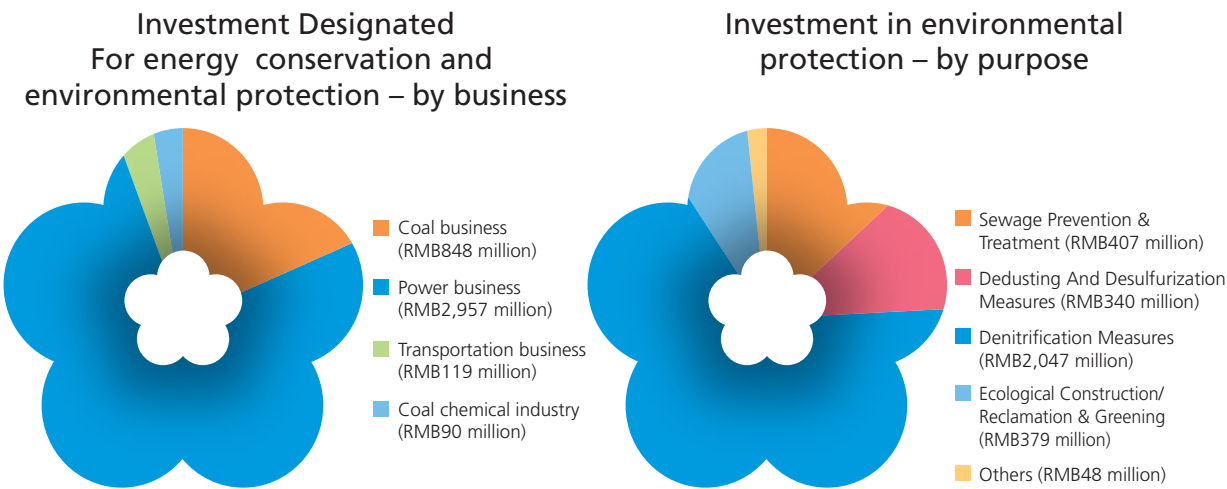 Investment Designated
For energy conservation and
environmental protection – by business
Coal business
(RMB848 million)
Power business
(RMB2,957 million)
Transportation business
(RMB119 million)
Coal chemical industry
(RMB90 million)
Investment in environmental
protection – by purpose
Sewage Prevention &
Treatment (RMB407 million)
Dedusting And Desulfurization
Measures (RMB340 million)
Denitrification Measures
(RMB2,047 million)
Ecological Construction/
Reclamation & Greening
(RMB379 million)
Others (RMB48 million)